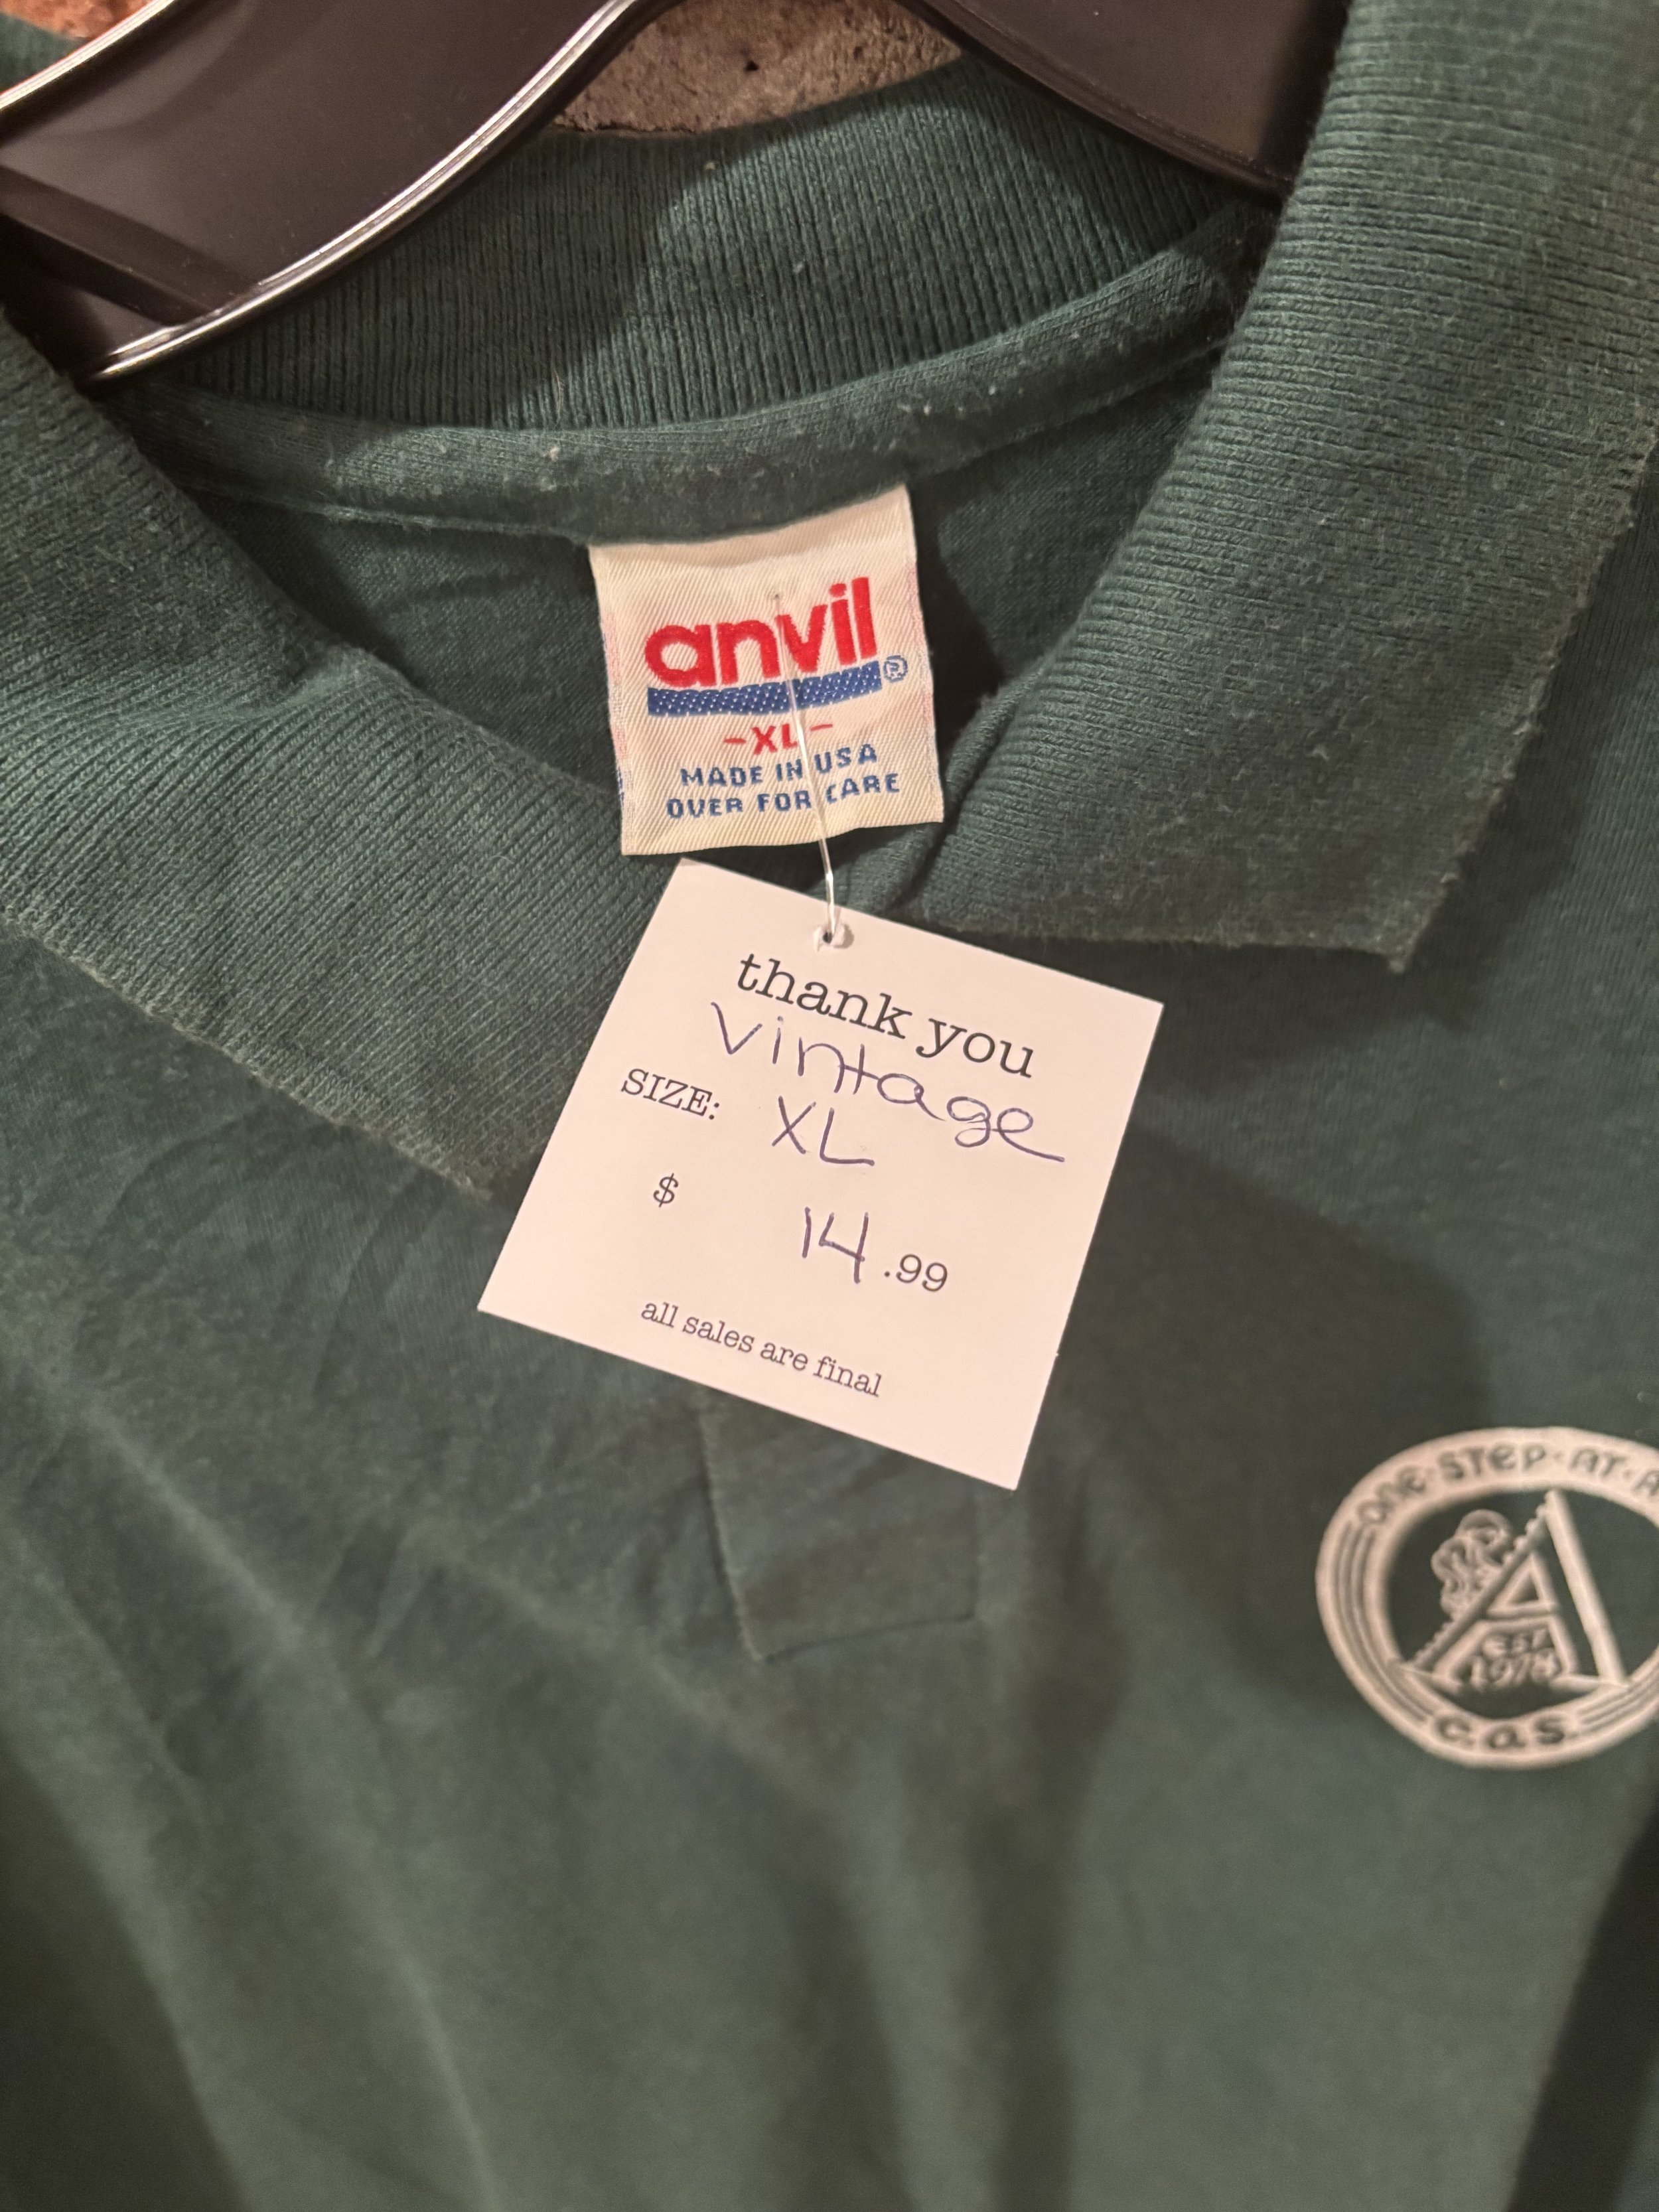 anvil®
-XL-
MADE IN USA
OVER FOR CARE
thank you
vintage
SIZE: XL
$ 14.99
all sales are final
ONE·STEP·AT·A
A
EST.
C.A.S.